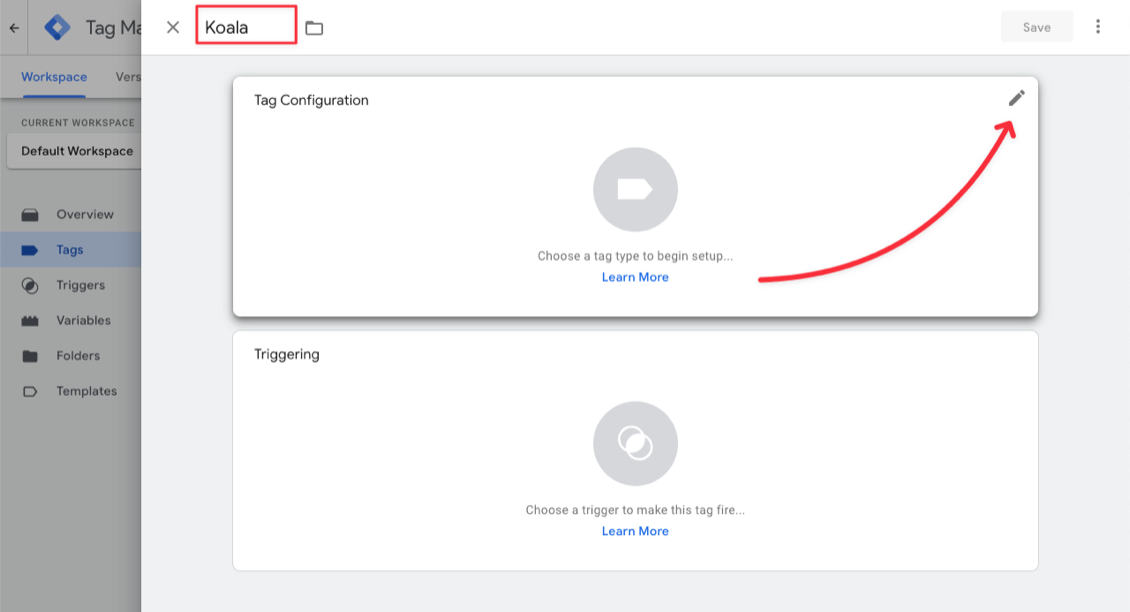 Tag Ma
Koala
Save
Workspace
Vers
CURRENT WORKSPACE
Default Workspace
Overview
Tags
Triggers
Variables
Folders
Templates
Tag Configuration
Choose a tag type to begin setup...
Learn More
Triggering
Choose a trigger to make this tag fire...
Learn More